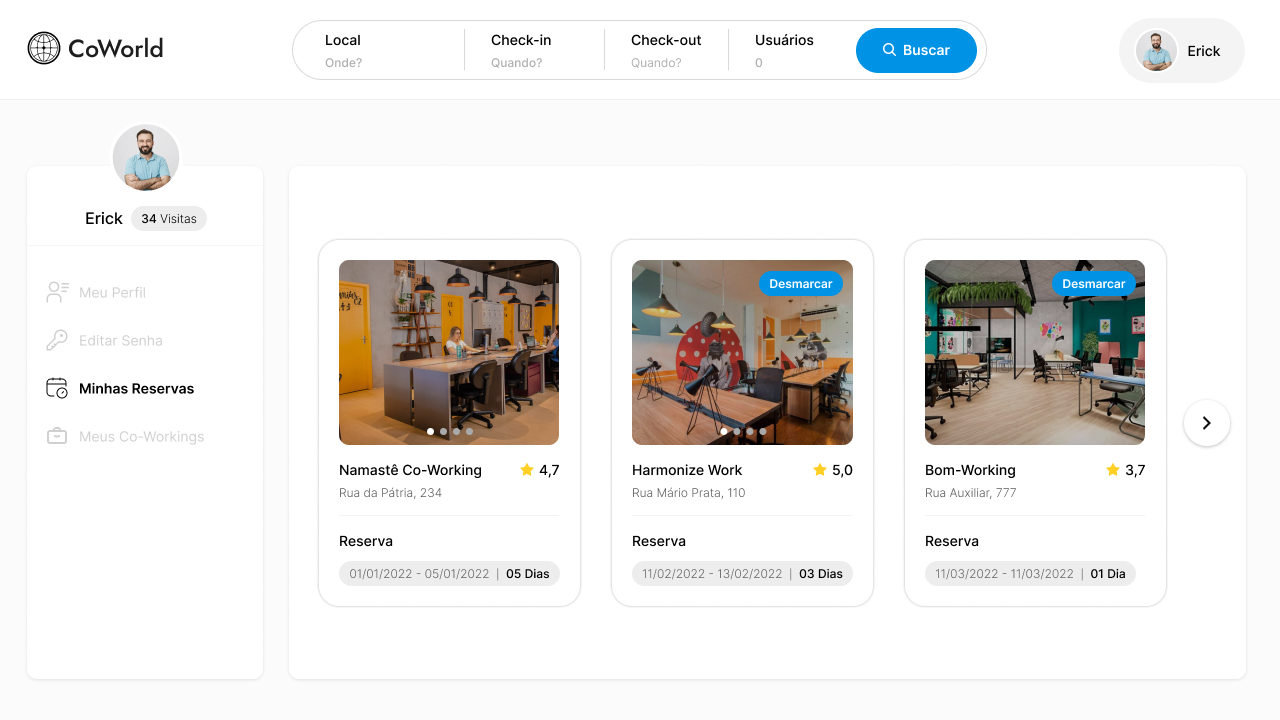 CoWorld
Local
Onde?
Check-in
Quando?
Check-out
Quando?
Usuários
0
Buscar
Erick
Erick
34 Visitas
Meu Perfil
Editar Senha
Minhas Reservas
Meus Co-Workings
Namastê Co-Working 4,7
Rua da Pátria, 234
Reserva
01/01/2022 - 05/01/2022 | 05 Dias
Desmarcar
Harmonize Work 5,0
Rua Mário Prata, 110
Reserva
11/02/2022 - 13/02/2022 | 03 Dias
Desmarcar
Bom-Working 3,7
Rua Auxiliar, 777
Reserva
11/03/2022 - 11/03/2022 | 01 Dia